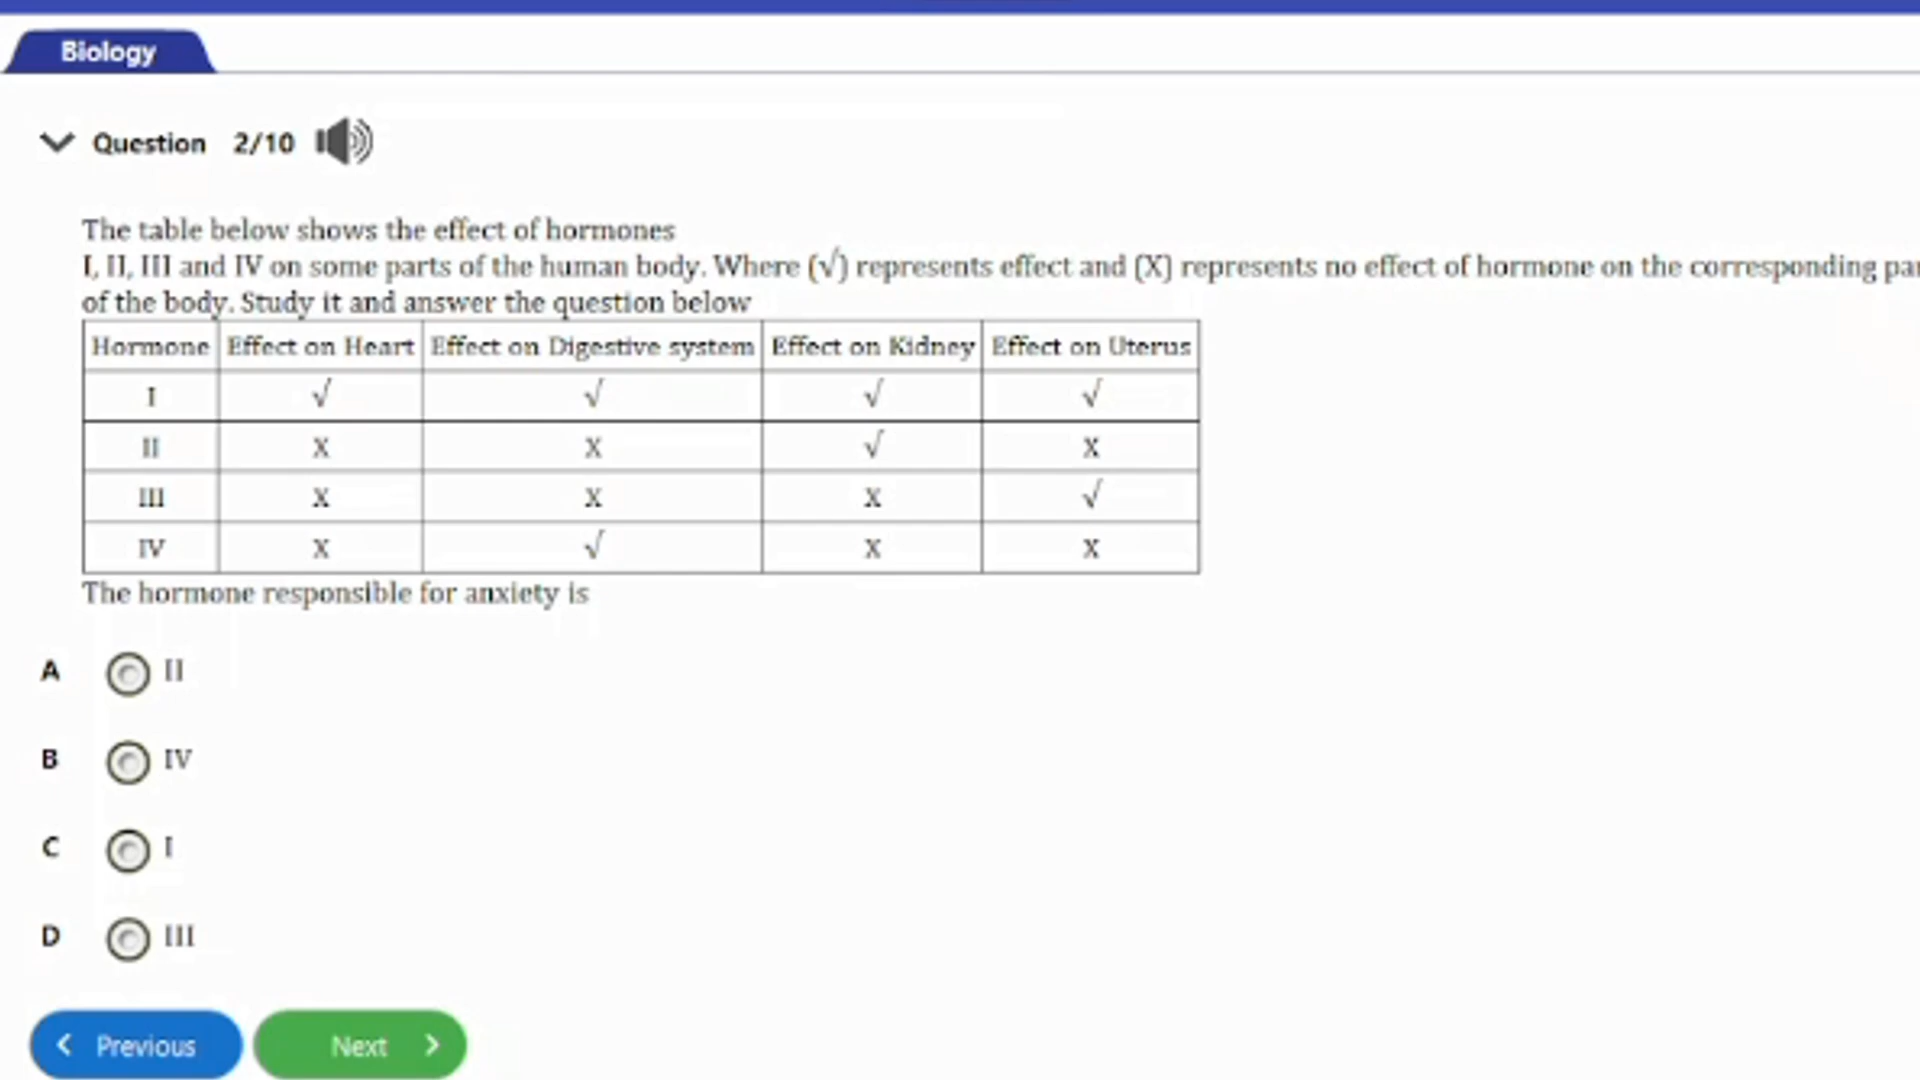 Biology
Question 2/10
The table below shows the effect of hormones
I, II, III and IV on some parts of the human body. Where (√) represents effect and (X) represents no effect of hormone on the corresponding
of the body. Study it and answer the question below
Hormone Effect on Heart Effect on Digestive system Effect on Kidney Effect on Uterus
I √ √ √ √
II X X √ X
III X X X √
IV X √ X X
The hormone responsible for anxiety is
A II
B IV
C I
D III
Previous Next